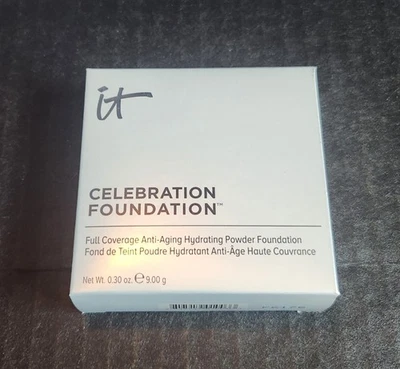 it
CELEBRATION
FOUNDATION™
Full Coverage Anti-Aging Hydrating Powder Foundation
Fond de Teint Poudre Hydratant Anti-Âge Haute Couvrance
Net Wt. 0.30 oz. ℮ 9.00 g